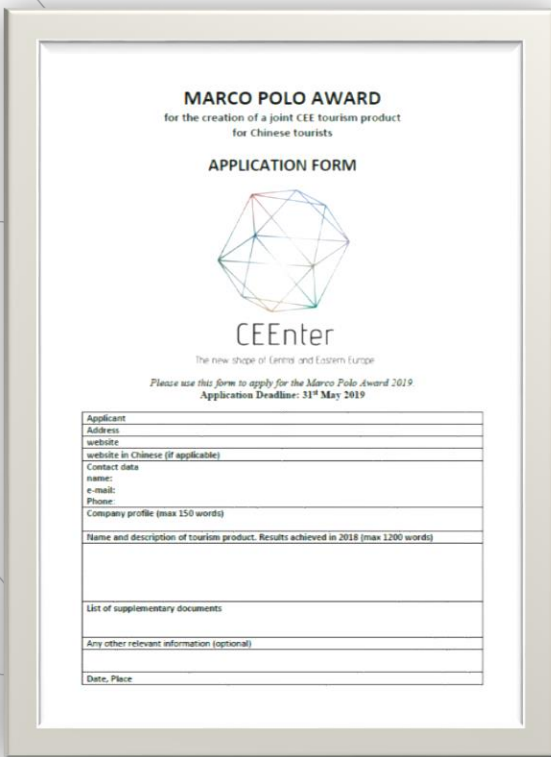 MARCO POLO AWARD
for the creation of a joint CEE tourism product
for Chinese tourists
APPLICATION FORM
CEEnter
The new shape of Central and Eastern Europe
Please use this form to apply for the Marco Polo Award 2019.
Application Deadline: 31st May 2019
Applicant
Address
website
website in Chinese (if applicable)
Contact data
name:
e-mail:
Phone:
Company profile (max 150 words)
Name and description of tourism product. Results achieved in 2018 (max 1200 words)
List of supplementary documents
Any other relevant information (optional)
Date, Place